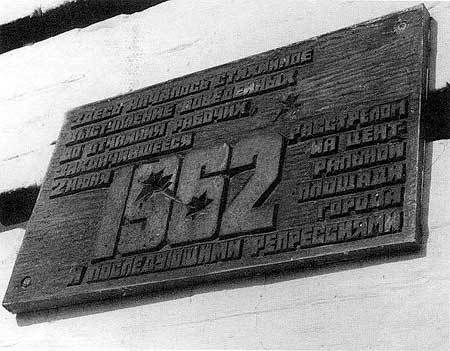 ЗДЕСЬ НАЧАЛОСЬ СТИХИЙНОЕ
ВЫСТУПЛЕНИЕ ДОВЕДЕННЫХ
ДО ОТЧАЯНИЯ РАБОЧИХ,
ЗАКОНЧИВШЕЕСЯ
2 ИЮНЯ
1962
РАССТРЕЛОМ
НА ЦЕНТ
РАЛЬНОЙ
ПЛОЩАДИ
ГОРОДА
И ПОСЛЕДУЮЩИМИ РЕПРЕССИЯМИ